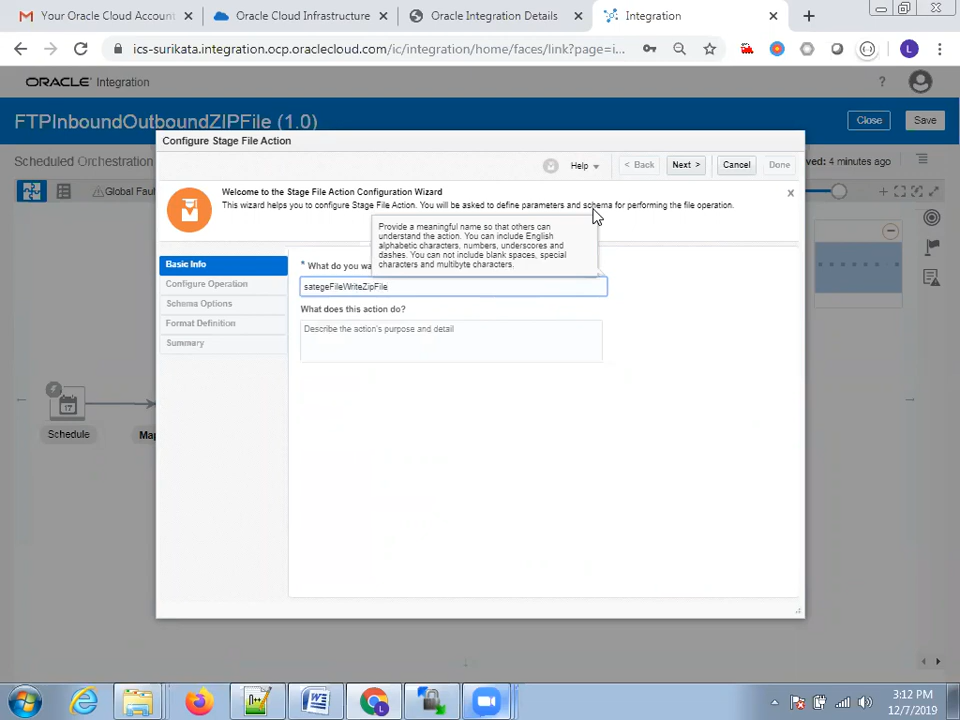 Your Oracle Cloud Account
Oracle Cloud Infrastructure
Oracle Integration Details
Integration
ics-surikata.integration.ocp.oraclecloud.com/ic/integration/home/faces/link?page=i...
L
ORACLE Integration
?
FTPInboundOutboundZIPFile (1.0)
Close
Save
Scheduled Orchestration
ved: 4 minutes ago
Global Fau
Configure Stage File Action
Help
< Back
Next >
Cancel
Done
Welcome to the Stage File Action Configuration Wizard
This wizard helps you to configure Stage File Action. You will be asked to define parameters and schema for performing the file operation.
x
Provide a meaningful name so that others can
understand the action. You can include English
alphabetic characters, numbers, underscores and
dashes. You can not include blank spaces, special
characters and multibyte characters.
Basic Info
Configure Operation
Schema Options
Format Definition
Summary
* What do you wa
sategeFileWriteZipFile
What does this action do?
Describe the action's purpose and detail
Schedule
Map
3:12 PM
12/7/2019